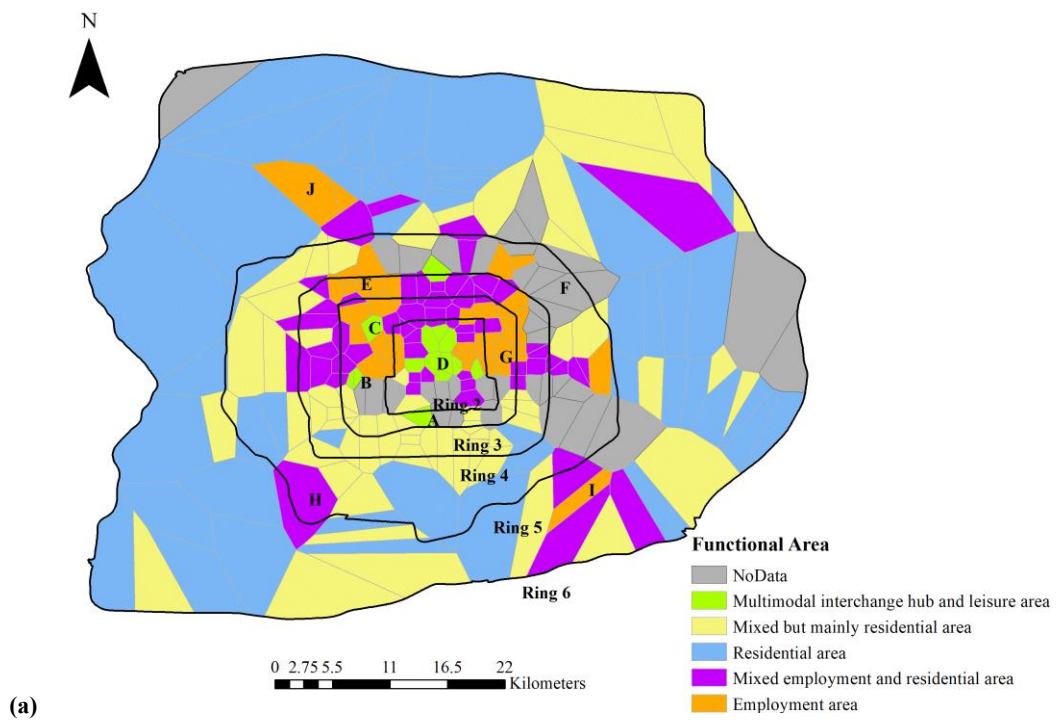 N
J
E
F
C
B
D
G
Ring 2
A
Ring 3
Ring 4
H
I
Ring 5
Ring 6
Functional Area
NoData
Multimodal interchange hub and leisure area
Mixed but mainly residential area
Residential area
Mixed employment and residential area
Employment area
0 2.75 5.5 11 16.5 22
Kilometers
(a)